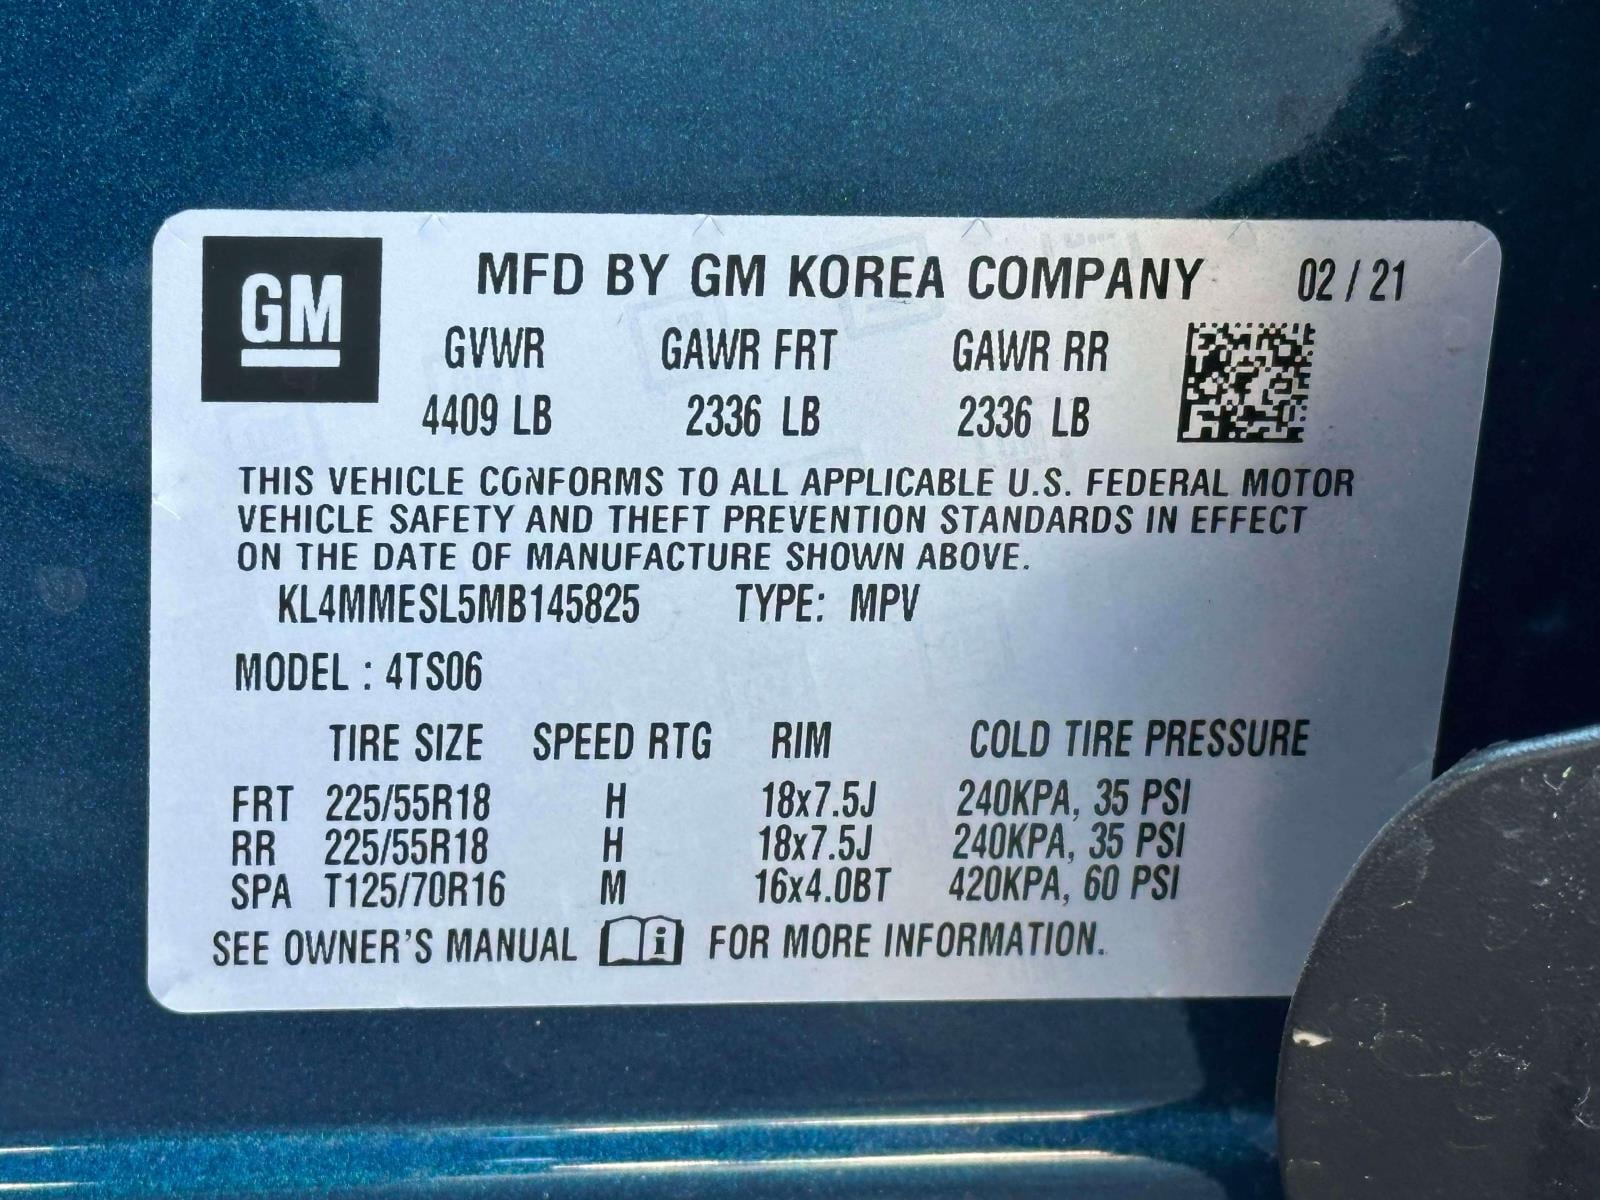 GM
MFD BY GM KOREA COMPANY 02 / 21
GVWR GAWR FRT GAWR RR
4409 LB 2336 LB 2336 LB
THIS VEHICLE CONFORMS TO ALL APPLICABLE U.S. FEDERAL MOTOR
VEHICLE SAFETY AND THEFT PREVENTION STANDARDS IN EFFECT
ON THE DATE OF MANUFACTURE SHOWN ABOVE.
KL4MMESL5MB145825 TYPE: MPV
MODEL : 4TS06
TIRE SIZE SPEED RTG RIM COLD TIRE PRESSURE
FRT 225/55R18 H 18x7.5J 240KPA, 35 PSI
RR 225/55R18 H 18x7.5J 240KPA, 35 PSI
SPA T125/70R16 M 16x4.0BT 420KPA, 60 PSI
SEE OWNER'S MANUAL i FOR MORE INFORMATION.